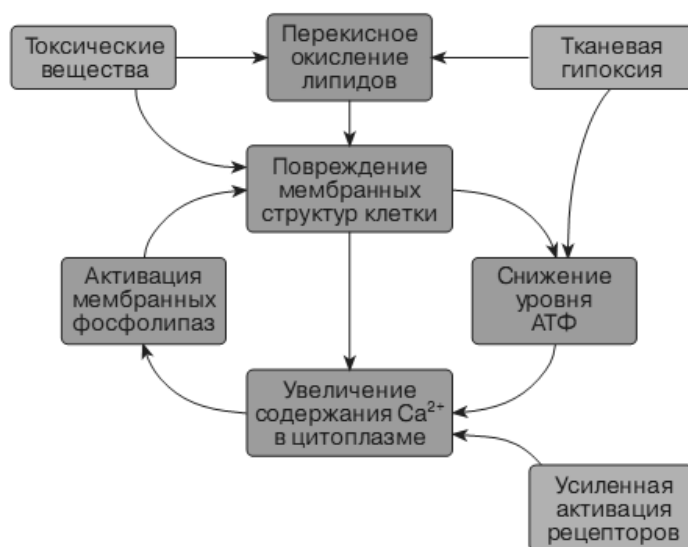 Токсические
вещества
Перекисное
окисление
липидов
Тканевая
гипоксия
Повреждение
мембранных
структур клетки
Активация
мембранных
фосфолипаз
Снижение
уровня
АТФ
Увеличение
содержания Ca²⁺
в цитоплазме
Усиленная
активация
рецепторов